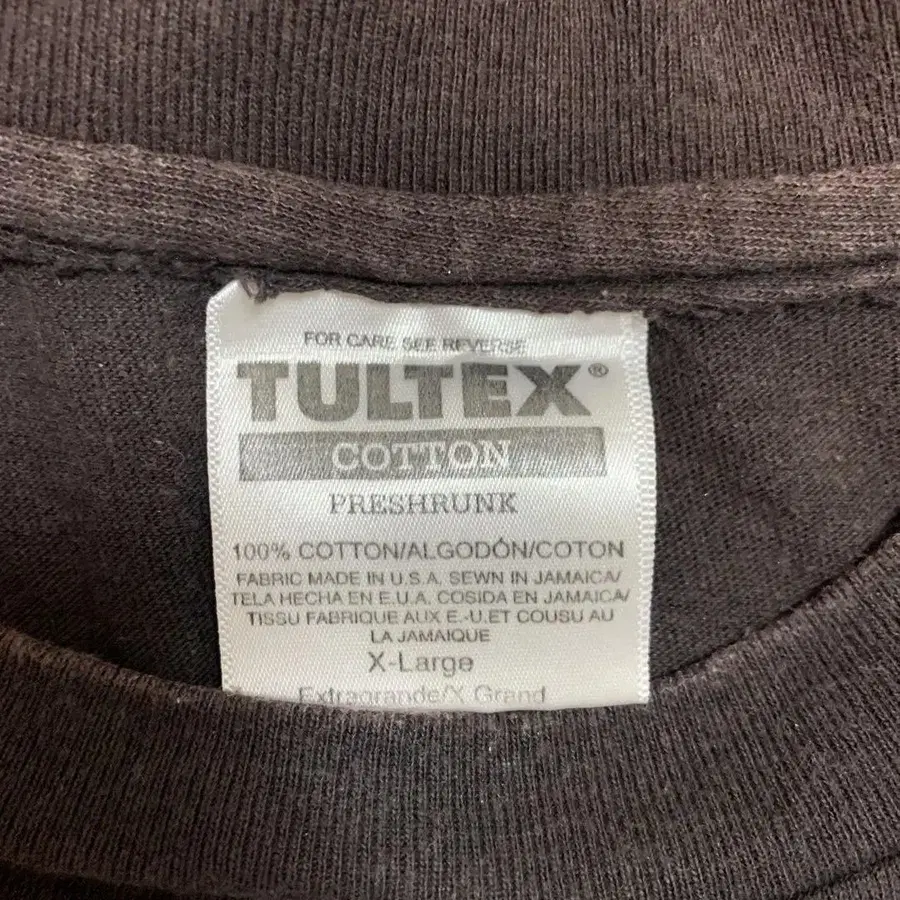 FOR CARE SEE REVERSE
TULTEX®
COTTON
PRESHRUNK
100% COTTON/ALGODÓN/COTON
FABRIC MADE IN U.S.A. SEWN IN JAMAICA/
TELA HECHA EN E.U.A. COSIDA EN JAMAICA/
TISSU FABRIQUE AUX E.-U.ET COUSU AU
LA JAMAIQUE
X-Large
Extragrande/X Grand